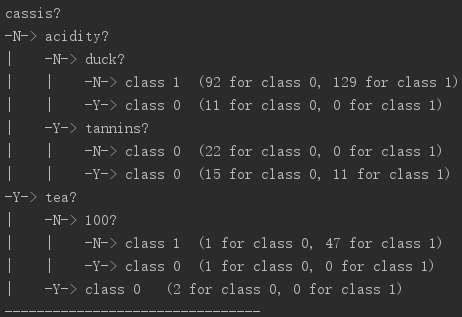 cassis?
-N-> acidity?
|    -N-> duck?
|    |    -N-> class 1  (92 for class 0, 129 for class 1)
|    |    -Y-> class 0  (11 for class 0, 0 for class 1)
|    -Y-> tannins?
|    |    -N-> class 0  (22 for class 0, 0 for class 1)
|    |    -Y-> class 0  (15 for class 0, 11 for class 1)
-Y-> tea?
|    -N-> 100?
|    |    -N-> class 1  (1 for class 0, 47 for class 1)
|    |    -Y-> class 0  (1 for class 0, 0 for class 1)
|    -Y-> class 0   (2 for class 0, 0 for class 1)
--------------------------------